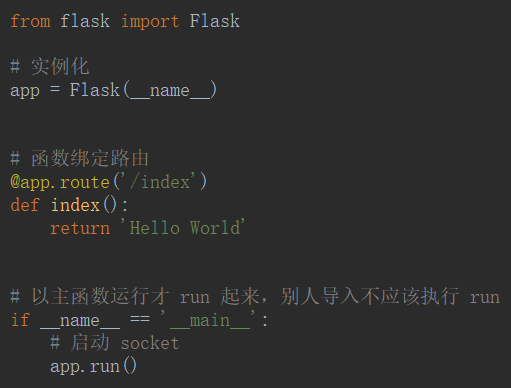 from flask import Flask
# 实例化
app = Flask(__name__)
# 函数绑定路由
@app.route('/index')
def index():
    return 'Hello World'
# 以主函数运行才 run 起来，别人导入不应该执行 run
if __name__ == '__main__':
    # 启动 socket
    app.run()